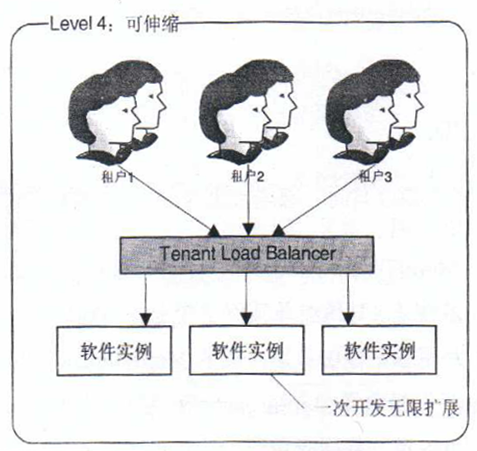 Level 4：可伸缩
租户1
租户2
租户3
Tenant Load Balancer
软件实例
软件实例
软件实例
一次开发无限扩展